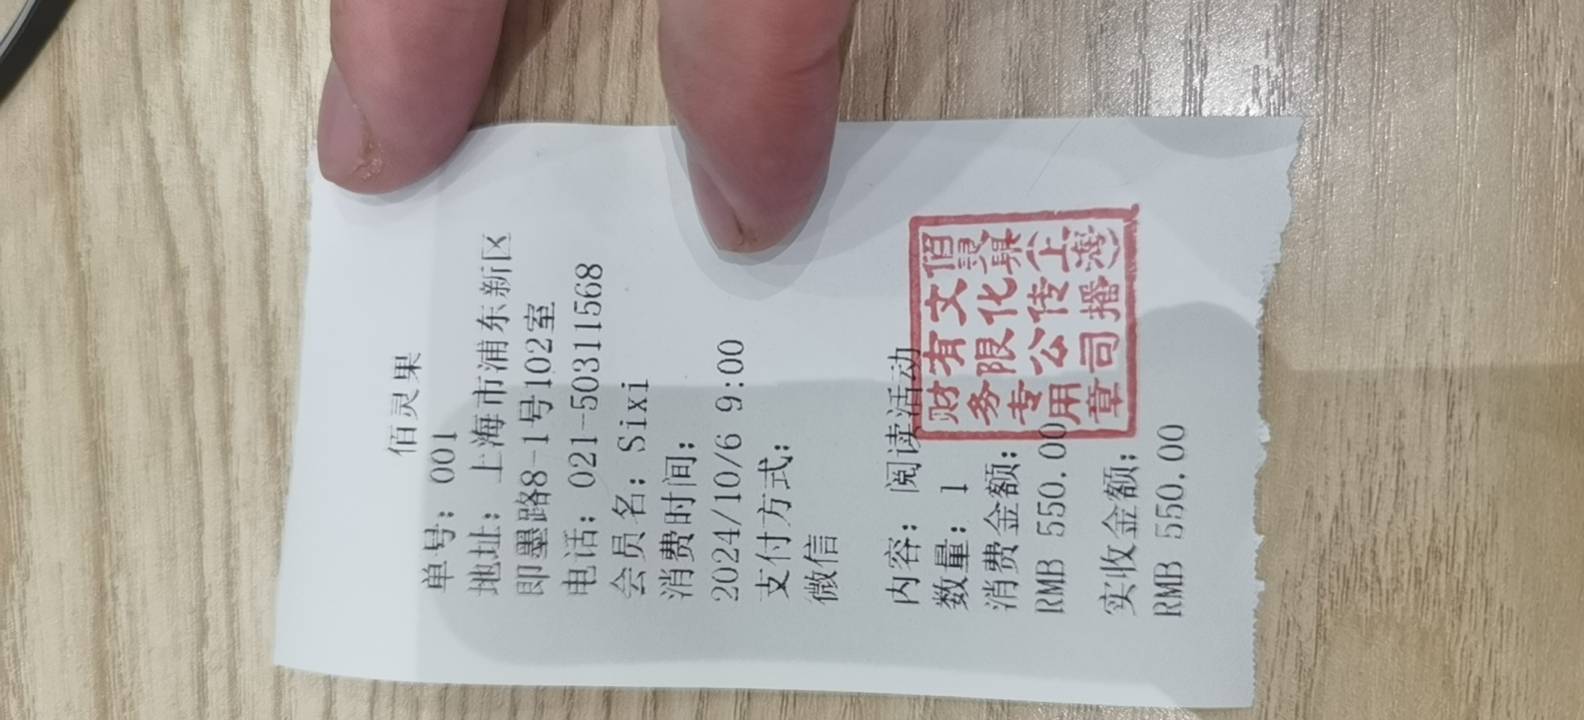 佰灵果
单号：001
地址：上海市浦东新区
即墨路8-1号102室
电话：021-50311568
会员名：Sixi
消费时间：
2024/10/6 9:00
支付方式：
微信
内容：阅读活动
数量：1
消费金额：
RMB 550.00
实收金额：
RMB 550.00
佰灵琪(上海)
文化传播
有限公司
财务专用章